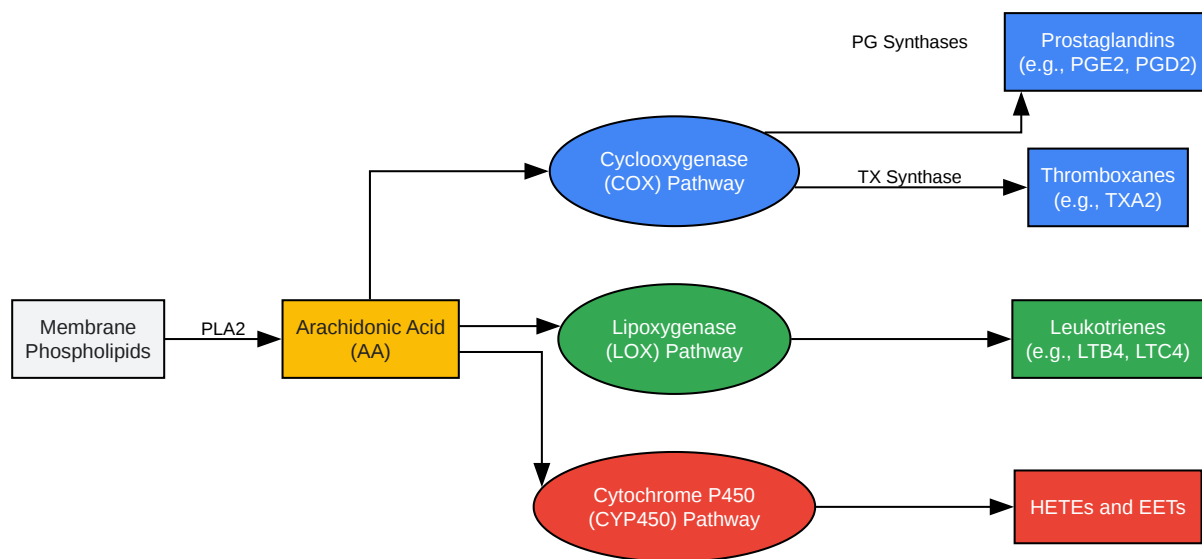 PG Synthases
Prostaglandins
(e.g., PGE2, PGD2)
Cyclooxygenase
(COX) Pathway
TX Synthase
Thromboxanes
(e.g., TXA2)
Membrane
Phospholipids
PLA2
Arachidonic Acid
(AA)
Lipoxygenase
(LOX) Pathway
Leukotrienes
(e.g., LTB4, LTC4)
Cytochrome P450
(CYP450) Pathway
HETEs and EETs